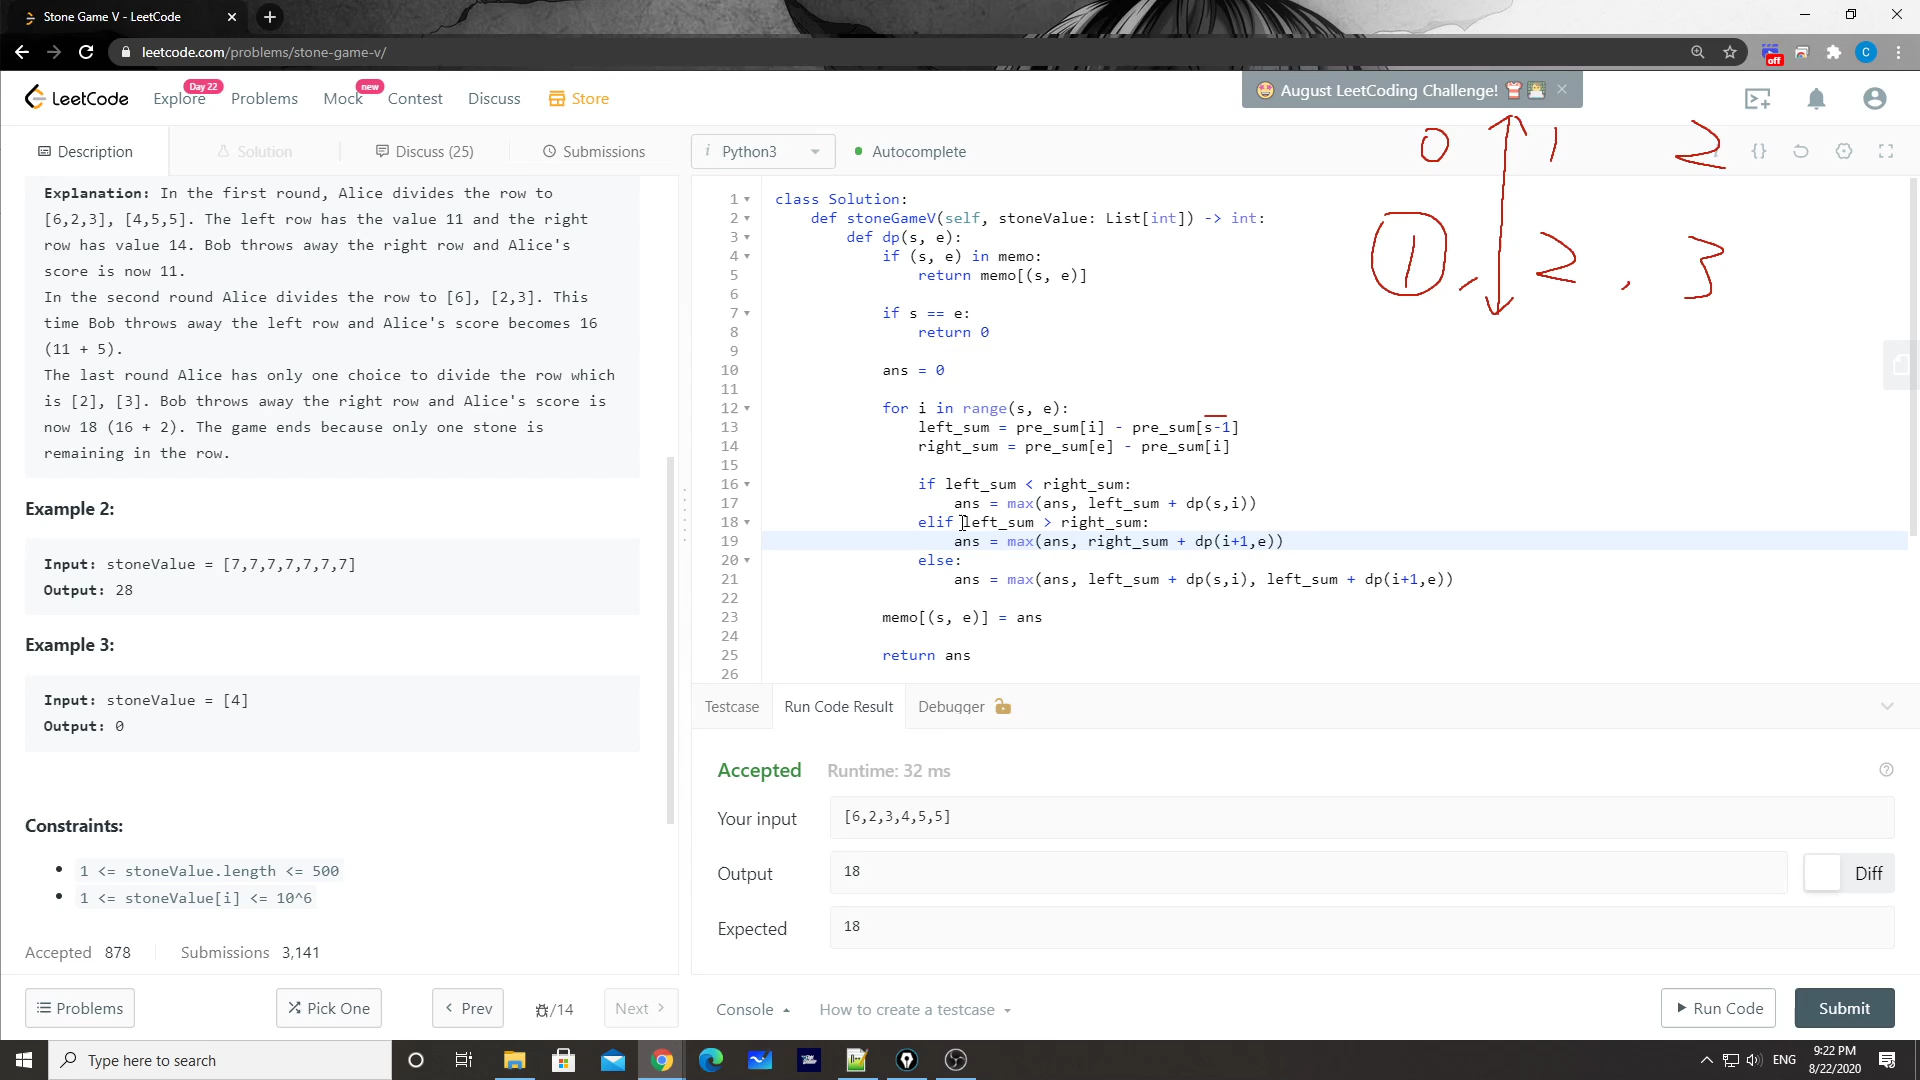 Stone Game V - LeetCode
leetcode.com/problems/stone-game-v/
off
C
LeetCode
Explore
Day 22
Problems
Mock
new
Contest
Discuss
Store
August LeetCoding Challenge!
Description
Solution
Discuss (25)
Submissions
i Python3
Autocomplete
0 1 2
1, 2, 3
Explanation: In the first round, Alice divides the row to
[6,2,3], [4,5,5]. The left row has the value 11 and the right
row has value 14. Bob throws away the right row and Alice's
score is now 11.
In the second round Alice divides the row to [6], [2,3]. This
time Bob throws away the left row and Alice's score becomes 16
(11 + 5).
The last round Alice has only one choice to divide the row which
is [2], [3]. Bob throws away the right row and Alice's score is
now 18 (16 + 2). The game ends because only one stone is
remaining in the row.
Example 2:
Input: stoneValue = [7,7,7,7,7,7,7]
Output: 28
Example 3:
Input: stoneValue = [4]
Output: 0
Constraints:
1 <= stoneValue.length <= 500
1 <= stoneValue[i] <= 10^6
Accepted 878
Submissions 3,141
1 class Solution:
2 def stoneGameV(self, stoneValue: List[int]) -> int:
3 def dp(s, e):
4 if (s, e) in memo:
5 return memo[(s, e)]
6
7 if s == e:
8 return 0
9
10 ans = 0
11
12 for i in range(s, e):
13 left_sum = pre_sum[i] - pre_sum[s-1]
14 right_sum = pre_sum[e] - pre_sum[i]
15
16 if left_sum < right_sum:
17 ans = max(ans, left_sum + dp(s,i))
18 elif left_sum > right_sum:
19 ans = max(ans, right_sum + dp(i+1,e))
20 else:
21 ans = max(ans, left_sum + dp(s,i), left_sum + dp(i+1,e))
22
23 memo[(s, e)] = ans
24
25 return ans
26
Testcase
Run Code Result
Debugger
Accepted
Runtime: 32 ms
Your input
[6,2,3,4,5,5]
Output
18
Diff
Expected
18
Problems
Pick One
Prev
/14
Next
Console
How to create a testcase
Run Code
Submit
Type here to search
ENG
9:22 PM
8/22/2020